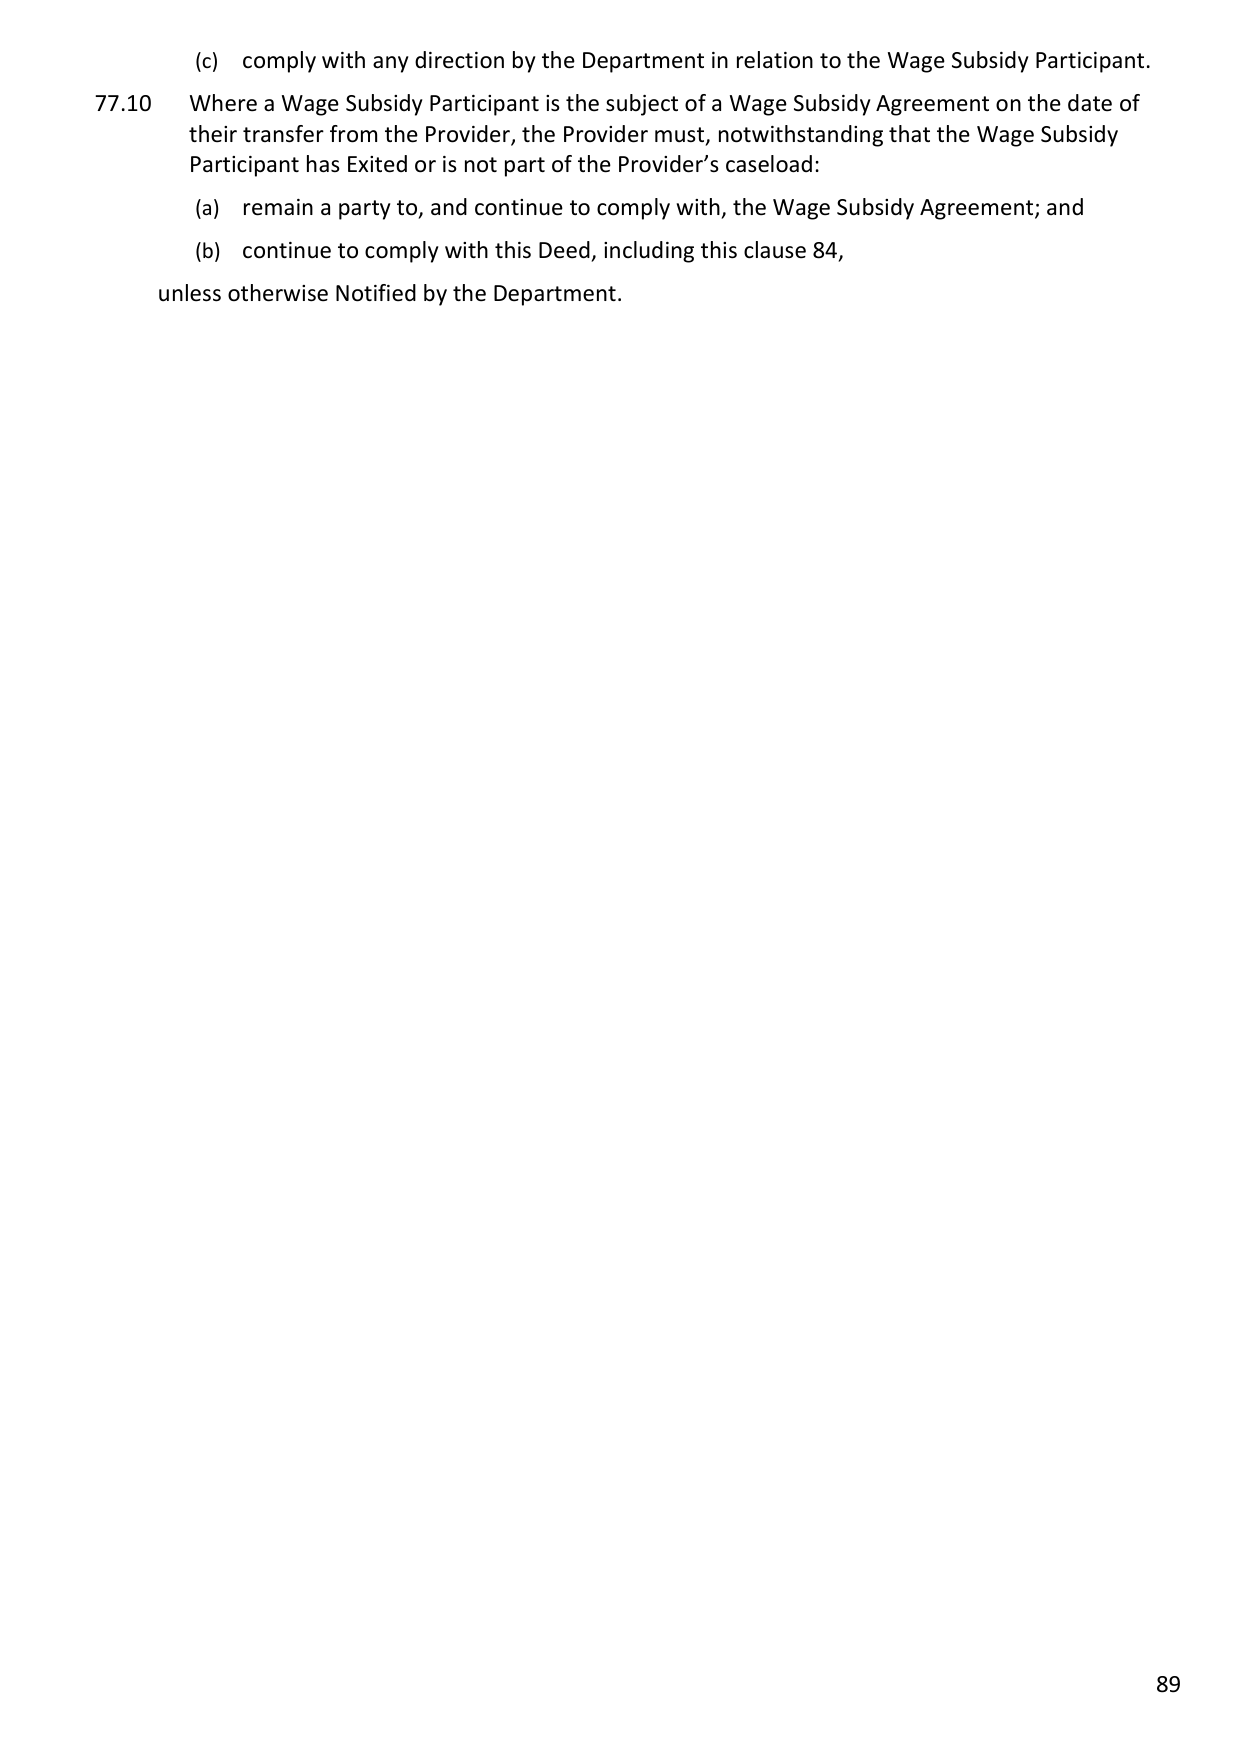 (c) comply with any direction by the Department in relation to the Wage Subsidy Participant.
77.10 Where a Wage Subsidy Participant is the subject of a Wage Subsidy Agreement on the date of
their transfer from the Provider, the Provider must, notwithstanding that the Wage Subsidy
Participant has Exited or is not part of the Provider’s caseload:
(a) remain a party to, and continue to comply with, the Wage Subsidy Agreement; and
(b) continue to comply with this Deed, including this clause 84,
unless otherwise Notified by the Department.
89